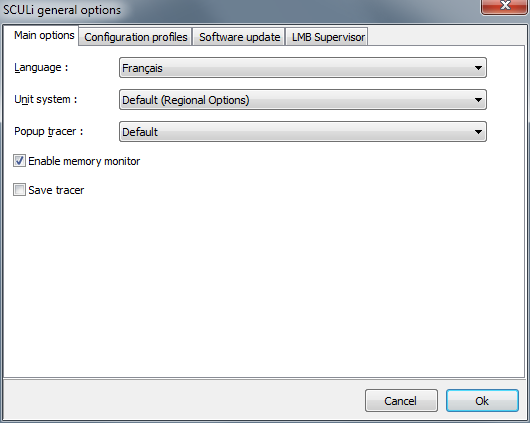 SCULi general options
Main options Configuration profiles Software update LMB Supervisor
Language : Français
Unit system : Default (Regional Options)
Popup tracer : Default
Enable memory monitor
Save tracer
Cancel Ok